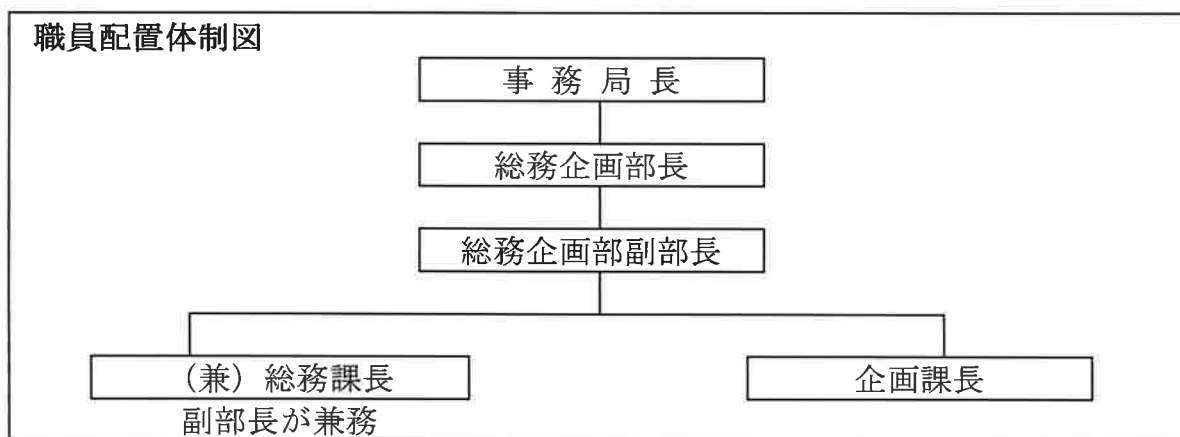 職員配置体制図
事 務 局 長
総務企画部長
総務企画部副部長
(兼) 総務課長
企画課長
副部長が兼務